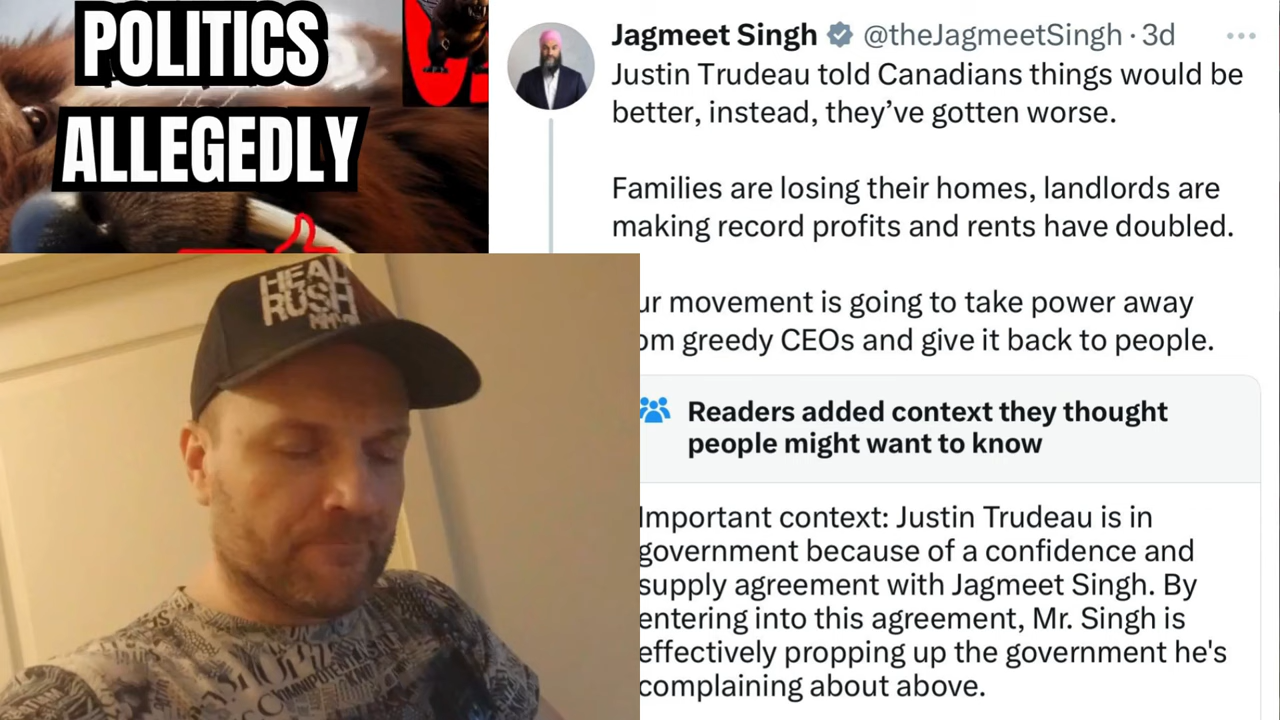 POLITICS
ALLEGEDLY
Jagmeet Singh @theJagmeetSingh · 3d
Justin Trudeau told Canadians things would be
better, instead, they've gotten worse.
Families are losing their homes, landlords are
making record profits and rents have doubled.
ur movement is going to take power away
om greedy CEOs and give it back to people.
Readers added context they thought
people might want to know
Important context: Justin Trudeau is in
government because of a confidence and
supply agreement with Jagmeet Singh. By
entering into this agreement, Mr. Singh is
effectively propping up the government he's
complaining about above.
HEAD
RUSH